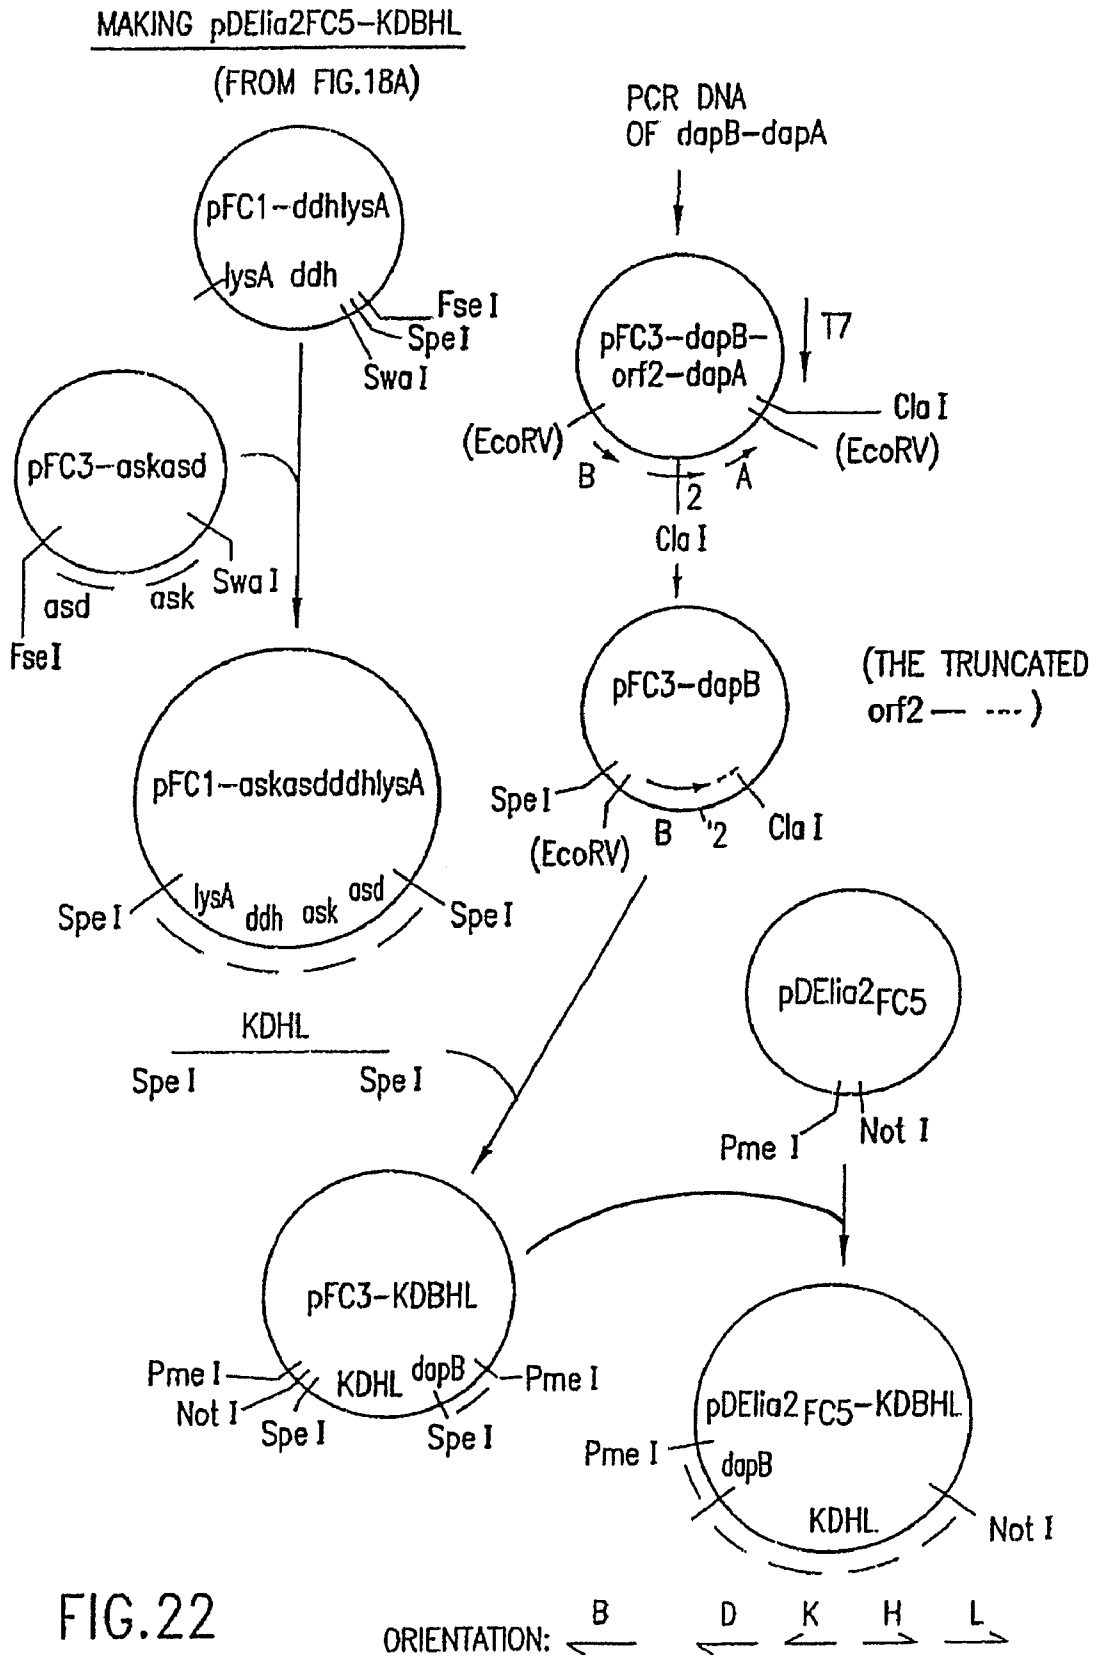 MAKING pDElia2FC5-KDBHL
(FROM FIG.18A)
PCR DNA
OF dapB-dapA
pFC1-ddhlysA
lysA ddh
Fse I
Spe I
Swa I
pFC3-dapB-
orf2-dapA
T7
Cla I
(EcoRV)
(EcoRV)
B
2
A
Cla I
pFC3-askasd
Swa I
asd
ask
Fse I
pFC3-dapB
(THE TRUNCATED
orf2 — ---)
Spe I
(EcoRV)
B
'2
Cla I
pFC1-askasdddhlysA
lysA
ddh
ask
asd
Spe I
Spe I
KDHL
Spe I
Spe I
pDElia2FC5
Pme I
Not I
pFC3-KDBHL
Pme I
Not I
Spe I
KDHL
dapB
Spe I
Pme I
pDElia2FC5-KDBHL
Pme I
dapB
KDHL
Not I
FIG.22
ORIENTATION: B D K H L